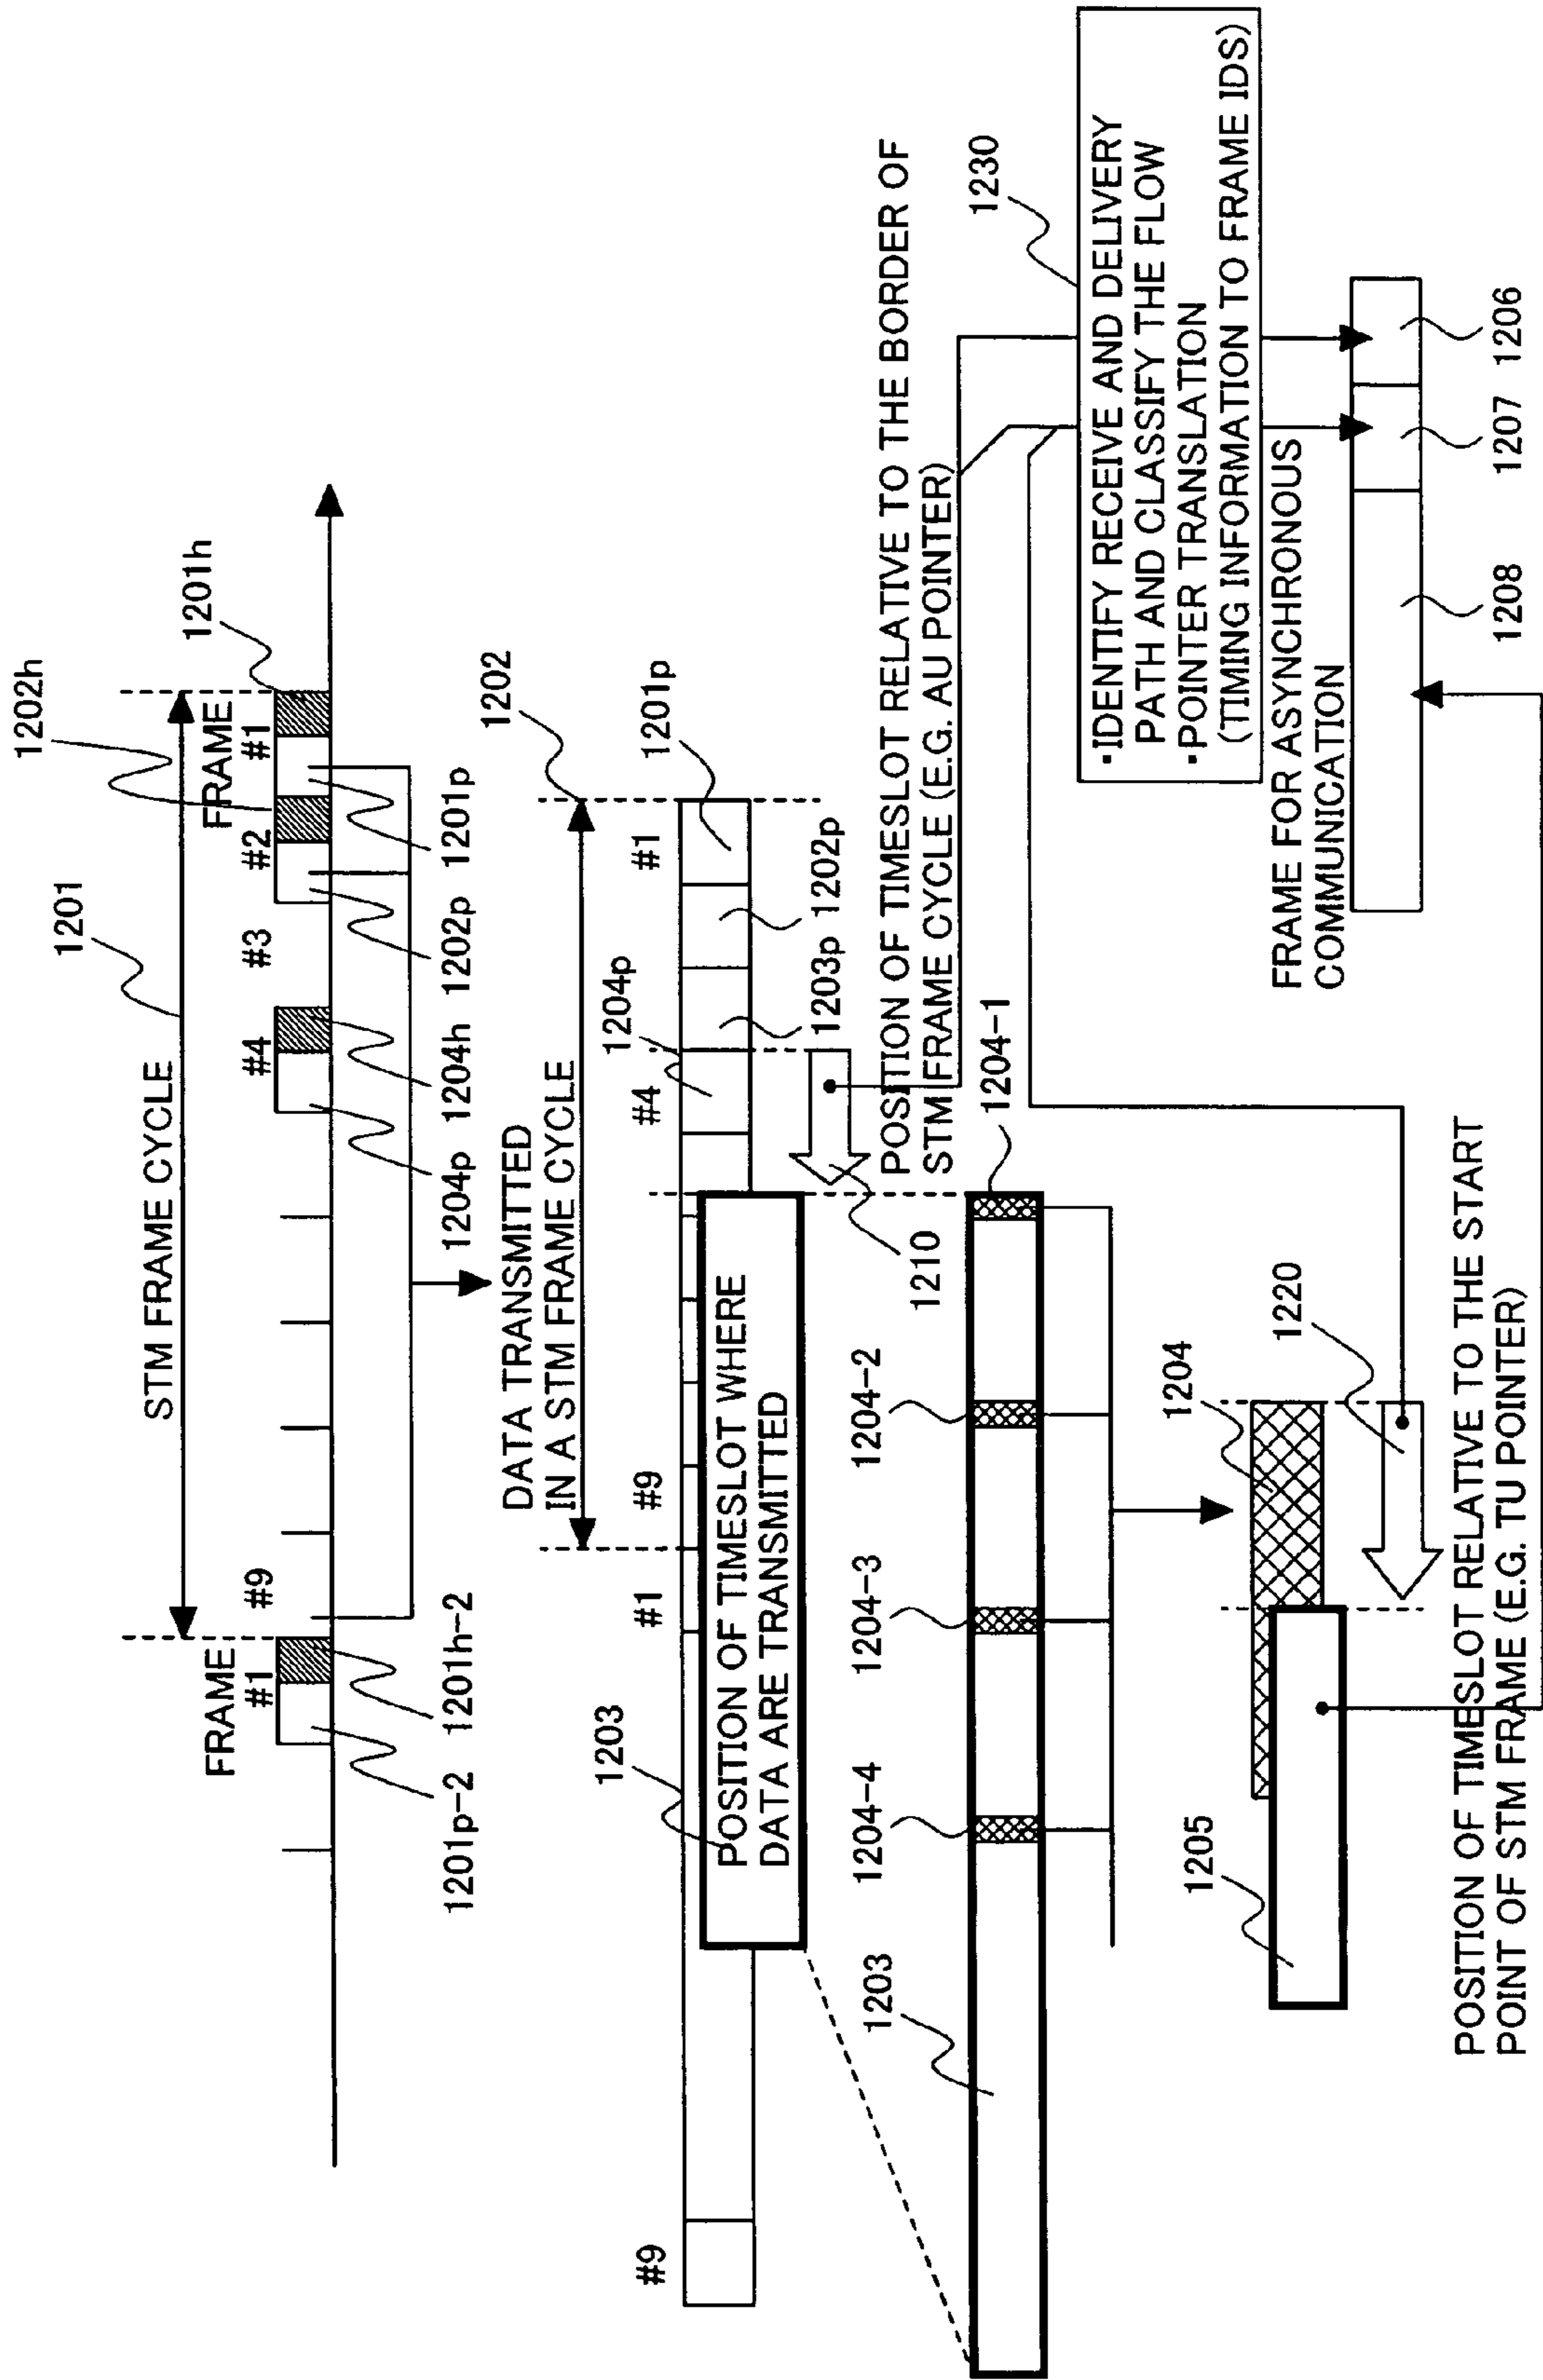 STM FRAME CYCLE
1201
1202h
1201h
FRAME
#1
#9
#4
#3
#2
FRAME
#1
1201p-2
1201h-2
1204p
1204h
1202p
1201p
DATA TRANSMITTED
IN A STM FRAME CYCLE
1202
#9
#1
#9
#4
#1
1204p
1201p
1203
1203p
1202p
POSITION OF TIMESLOT WHERE
DATA ARE TRANSMITTED
1210
POSITION OF TIMESLOT RELATIVE TO THE BORDER OF
STM FRAME CYCLE (E.G. AU POINTER)
1203
1204-4
1204-3
1204-2
1204-1
1230
・IDENTIFY RECEIVE AND DELIVERY
PATH AND CLASSIFY THE FLOW
・POINTER TRANSLATION
(TIMING INFORMATION TO FRAME IDS)
1205
1204
1220
FRAME FOR ASYNCHRONOUS
COMMUNICATION
1208
1207
1206
POSITION OF TIMESLOT RELATIVE TO THE START
POINT OF STM FRAME (E.G. TU POINTER)